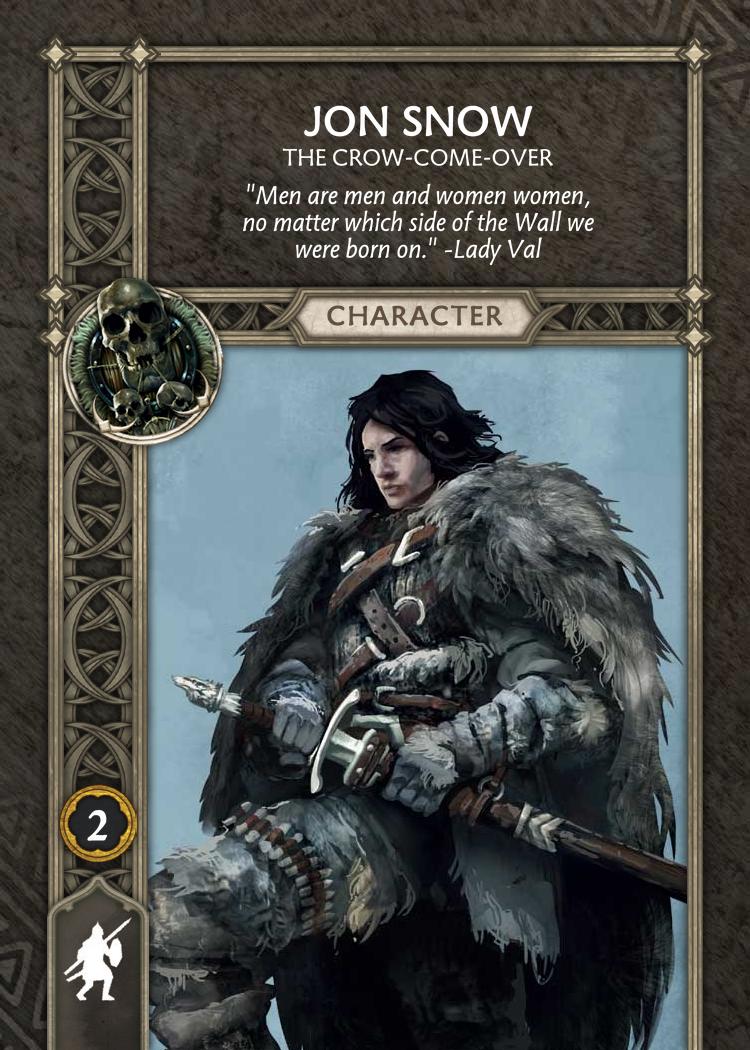 JON SNOW
THE CROW-COME-OVER
"Men are men and women women,
no matter which side of the Wall we
were born on." -Lady Val
CHARACTER
2